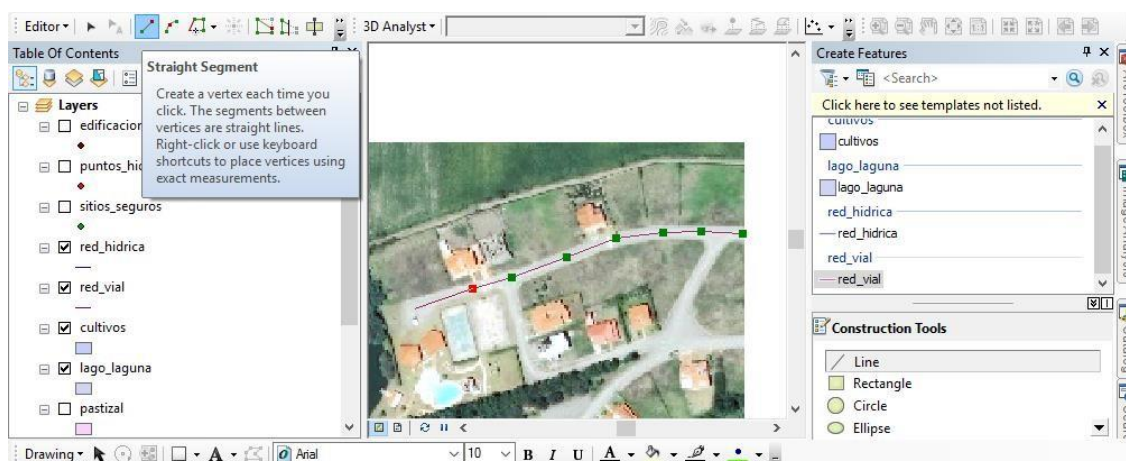 Editor
3D Analyst
Table Of Contents
Straight Segment
Create a vertex each time you
click. The segments between
vertices are straight lines.
Right-click or use keyboard
shortcuts to place vertices using
exact measurements.
Layers
edificacion
puntos_hid
sitios_seguros
red_hidrica
red_vial
cultivos
lago_laguna
pastizal
Create Features
<Search>
Click here to see templates not listed.
cultivos
cultivos
lago_laguna
lago_laguna
red_hidrica
red_hidrica
red_vial
red_vial
Construction Tools
Line
Rectangle
Circle
Ellipse
Drawing
A
Arial
10
B I U A